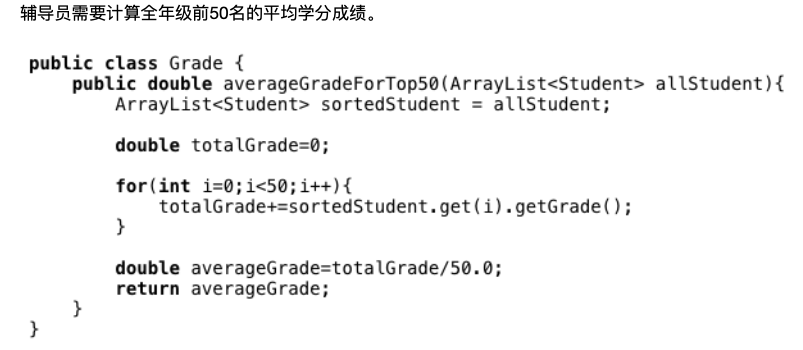 辅导员需要计算全年级前50名的平均学分成绩。
public class Grade {
    public double averageGradeForTop50(ArrayList<Student> allStudent){
        ArrayList<Student> sortedStudent = allStudent;
        double totalGrade=0;
        for(int i=0;i<50;i++){
            totalGrade+=sortedStudent.get(i).getGrade();
        }
        double averageGrade=totalGrade/50.0;
        return averageGrade;
    }
}